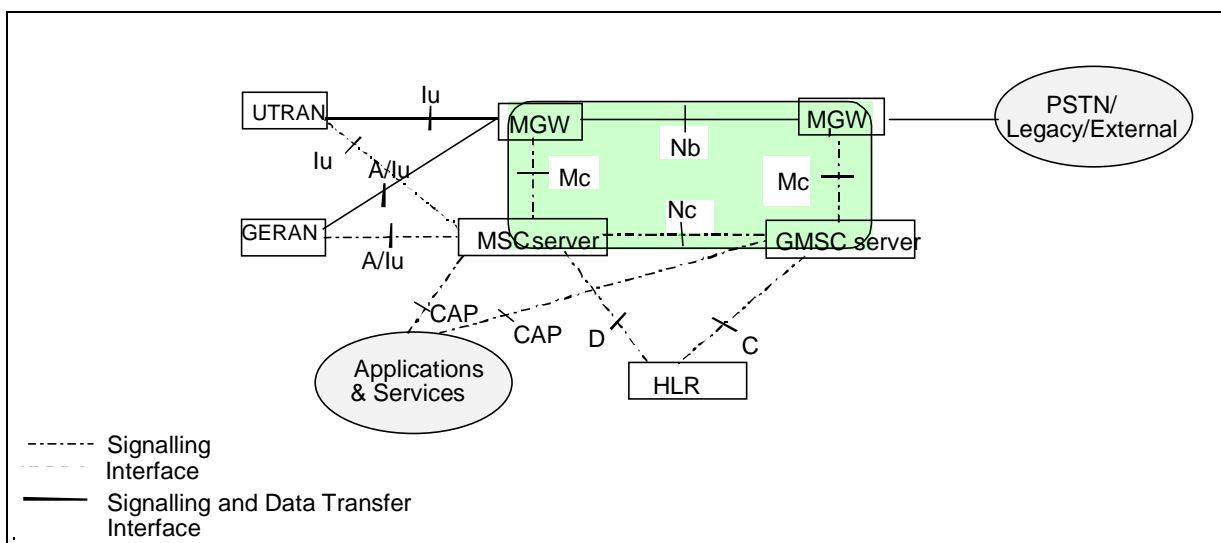 Iu
UTRAN
MGW
MGW
PSTN/
Legacy/External
Nb
Iu
A/Iu
Mc
Mc
Nc
GERAN
MSC server
GMSC server
A/Iu
CAP
CAP
D
C
Applications
& Services
HLR
Signalling
Interface
Signalling and Data Transfer
Interface